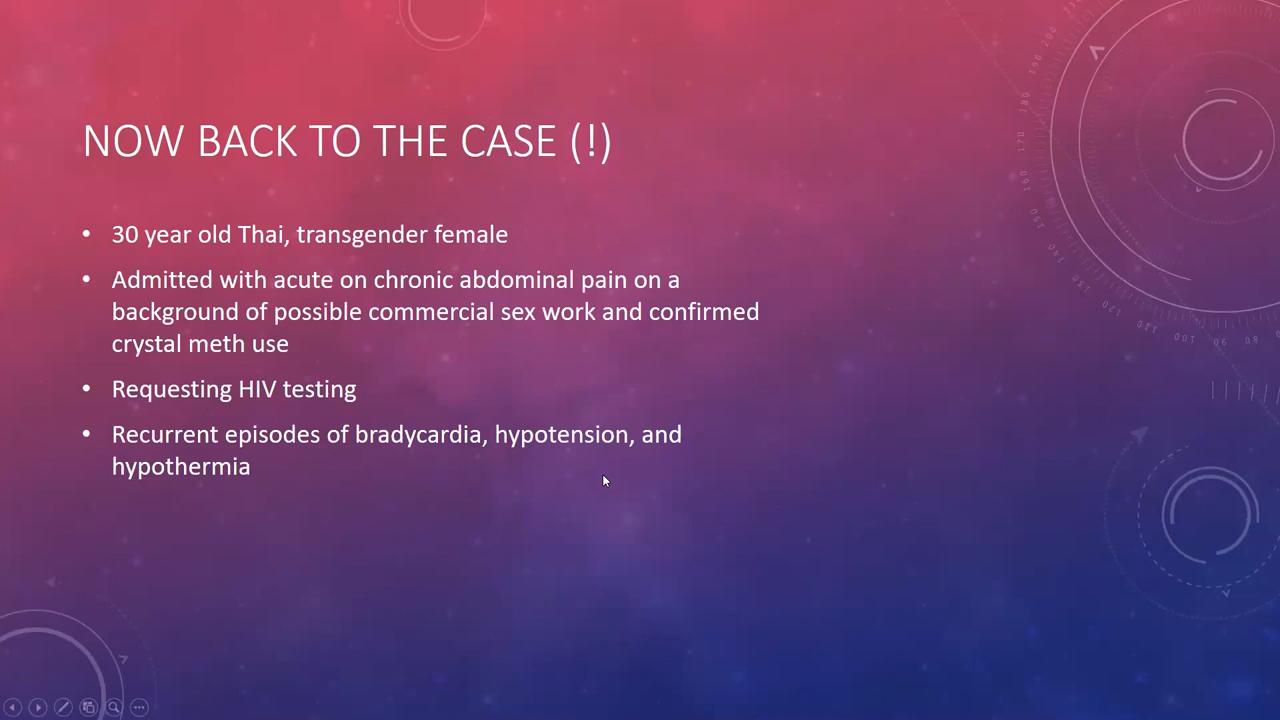 NOW BACK TO THE CASE (!)
• 30 year old Thai, transgender female
• Admitted with acute on chronic abdominal pain on a
background of possible commercial sex work and confirmed
crystal meth use
• Requesting HIV testing
• Recurrent episodes of bradycardia, hypotension, and
hypothermia